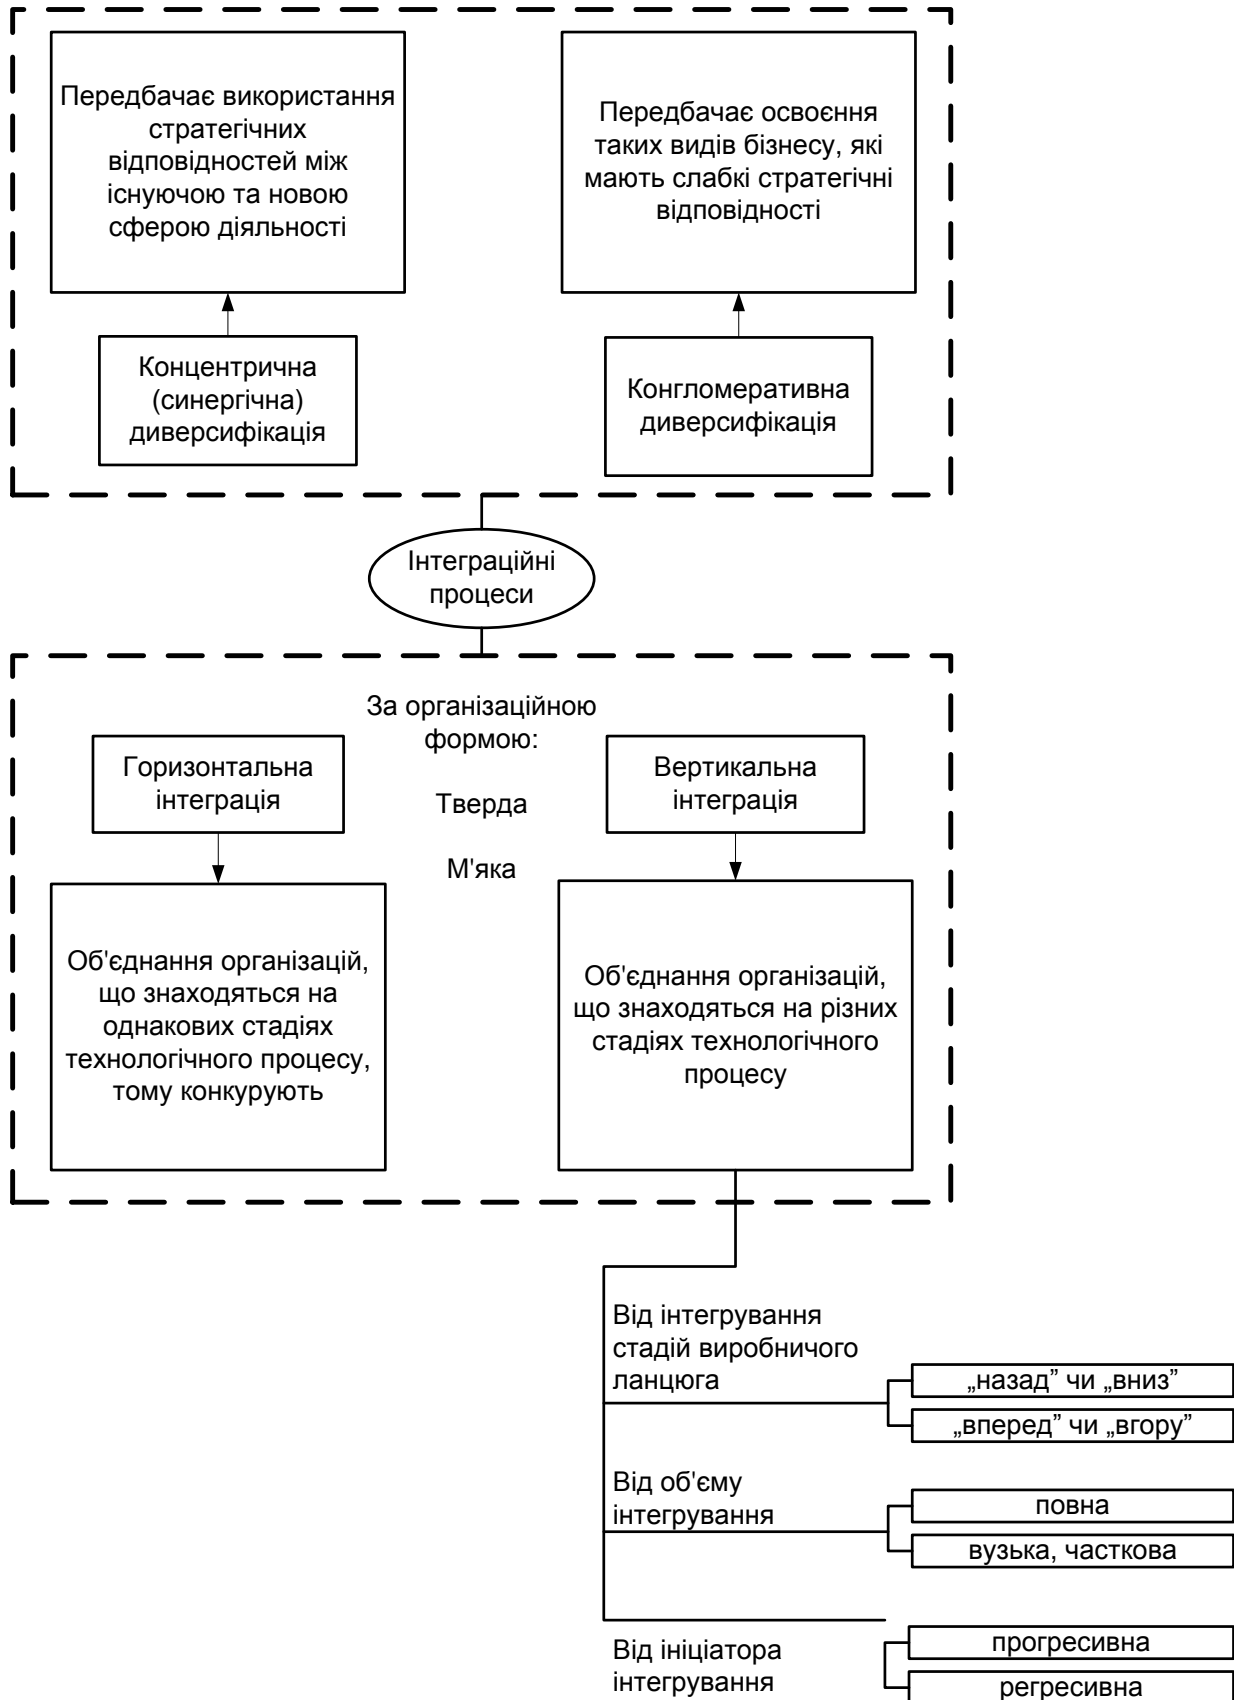 Передбачає використання
стратегічних
відповідностей між
існуючою та новою
сферою діяльності
Передбачає освоєння
таких видів бізнесу, які
мають слабкі стратегічні
відповідності
Концентрична
(синергічна)
диверсифікація
Конгломеративна
диверсифікація
Інтеграційні
процеси
За організаційною
формою:
Тверда
М'яка
Горизонтальна
інтеграція
Вертикальна
інтеграція
Об'єднання організацій,
що знаходяться на
однакових стадіях
технологічного процесу,
тому конкурують
Об'єднання організацій,
що знаходяться на різних
стадіях технологічного
процесу
Від інтегрування
стадій виробничого
ланцюга
„назад” чи „вниз”
„вперед” чи „вгору”
Від об'єму
інтегрування
повна
вузька, часткова
Від ініціатора
інтегрування
прогресивна
регресивна